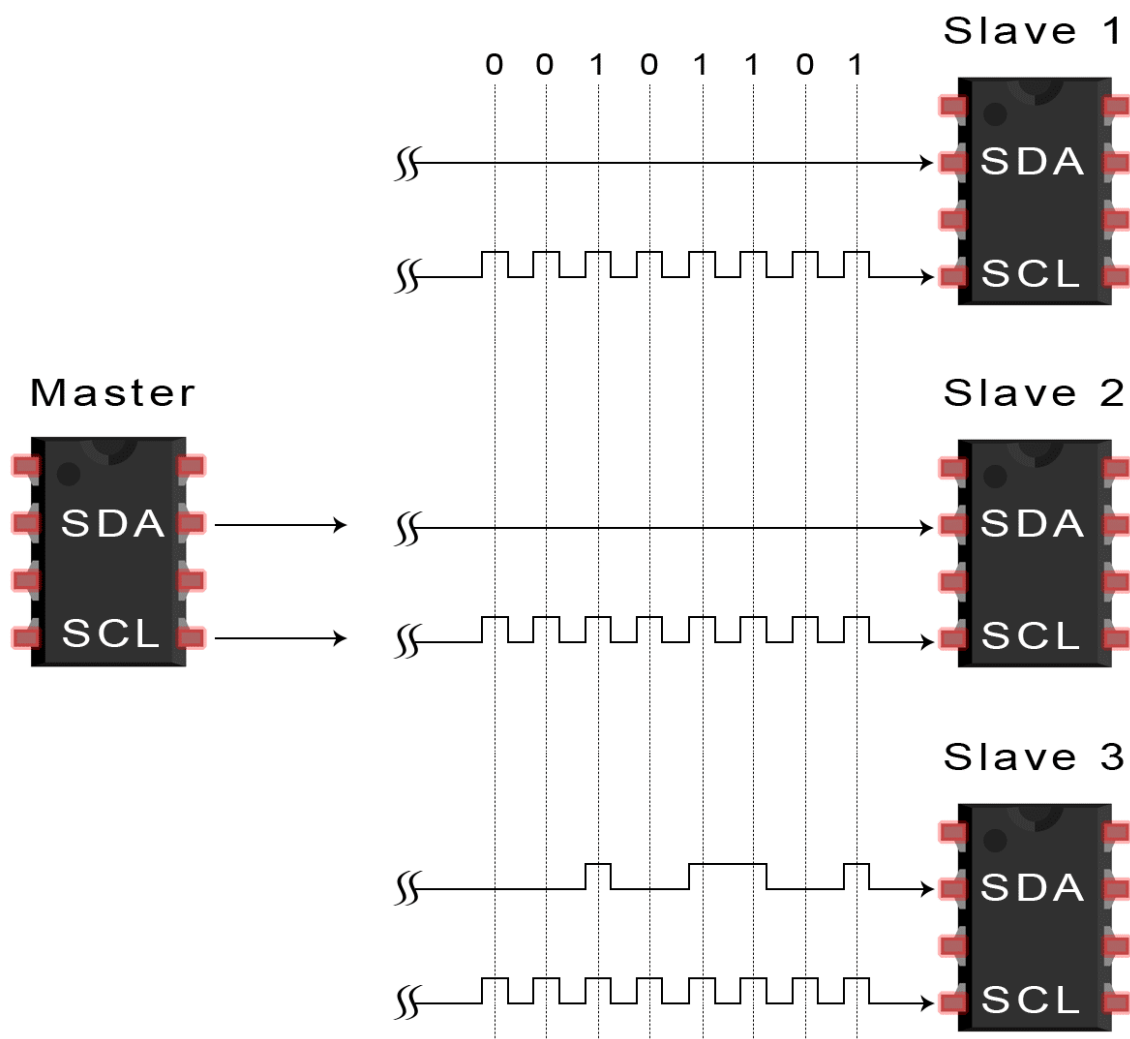 Slave 1
0 0 1 0 1 1 0 1
SDA
SCL
Master
SDA
SCL
Slave 2
SDA
SCL
Slave 3
SDA
SCL